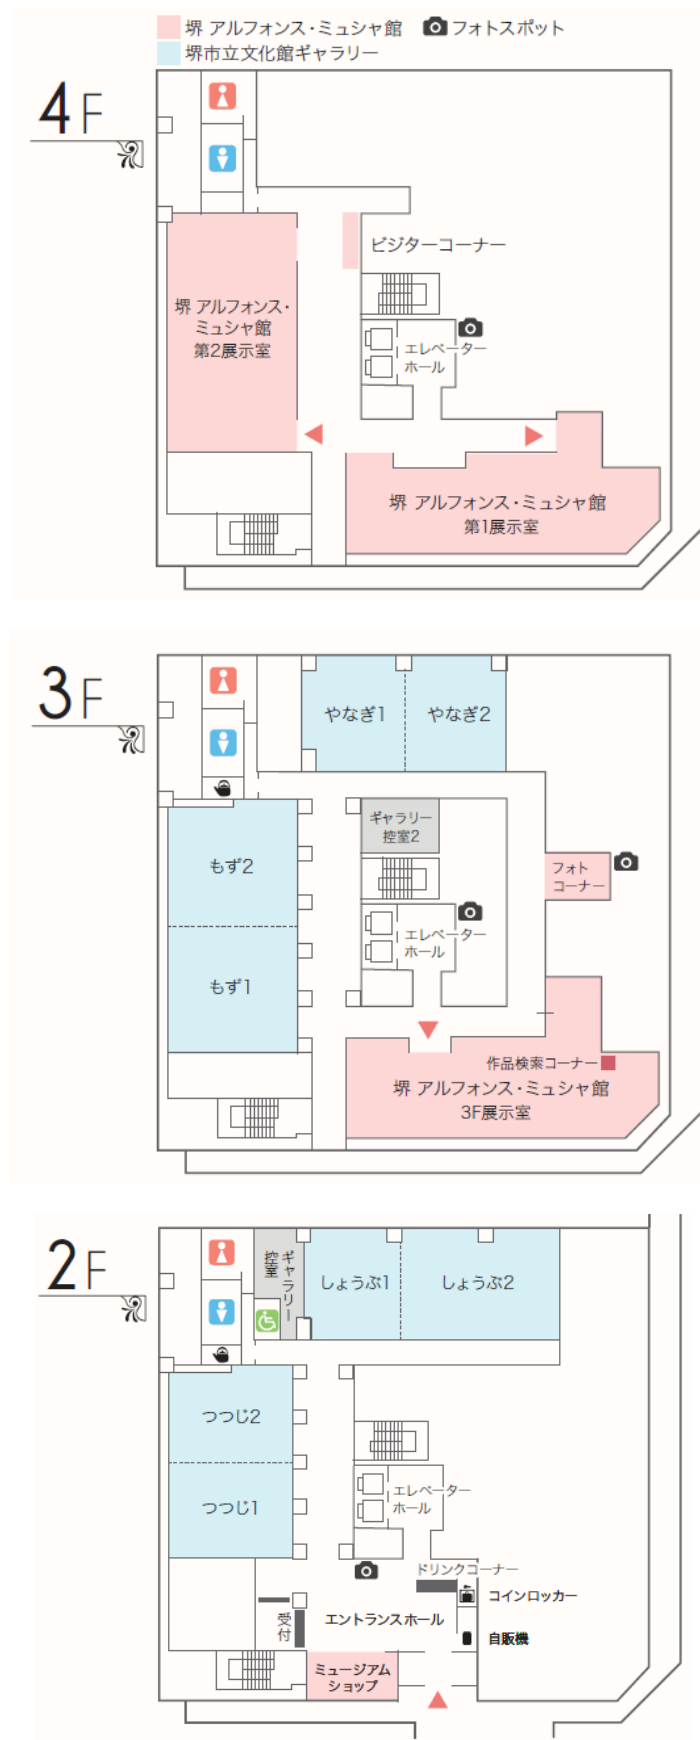 堺 アルフォンス・ミュシャ館
フォトスポット
堺市立文化館ギャラリー
4F
ビジターコーナー
堺 アルフォンス・
ミュシャ館
第2展示室
エレベーター
ホール
堺 アルフォンス・ミュシャ館
第1展示室
3F
やなぎ1
やなぎ2
ギャラリー
控室2
もず2
フォト
コーナー
エレベーター
ホール
もず1
作品検索コーナー
堺 アルフォンス・ミュシャ館
3F展示室
2F
ギャラリー
控室
しょうぶ1
しょうぶ2
つつじ2
エレベーター
ホール
つつじ1
ドリンクコーナー
コインロッカー
エントランスホール
受付
自販機
ミュージアム
ショップ